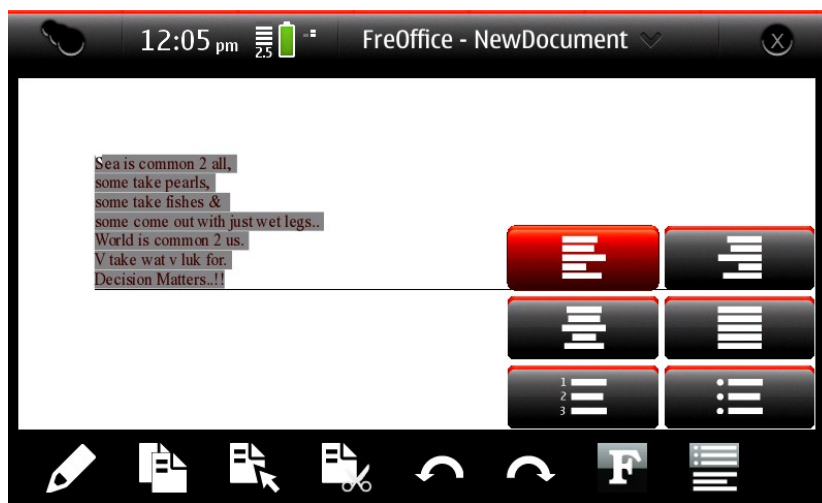 12:05 pm 2.5 FreOffice - NewDocument X
Sea is common 2 all,
some take pearls,
some take fishes &
some come out with just wet legs..
World is common 2 us.
V take wat v luk for.
Decision Matters..!!
1
2
3
F